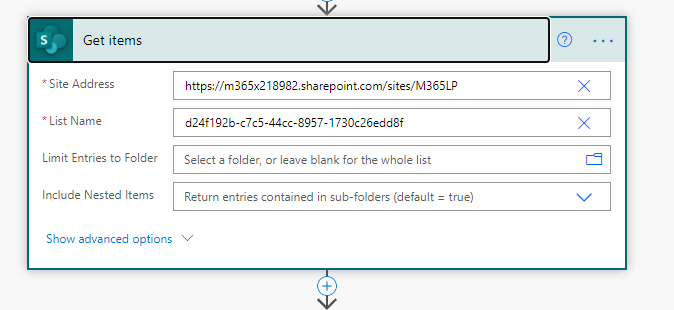 S
Get items
* Site Address
https://m365x218982.sharepoint.com/sites/M365LP
* List Name
d24f192b-c7c5-44cc-8957-1730c26edd8f
Limit Entries to Folder
Select a folder, or leave blank for the whole list
Include Nested Items
Return entries contained in sub-folders (default = true)
Show advanced options